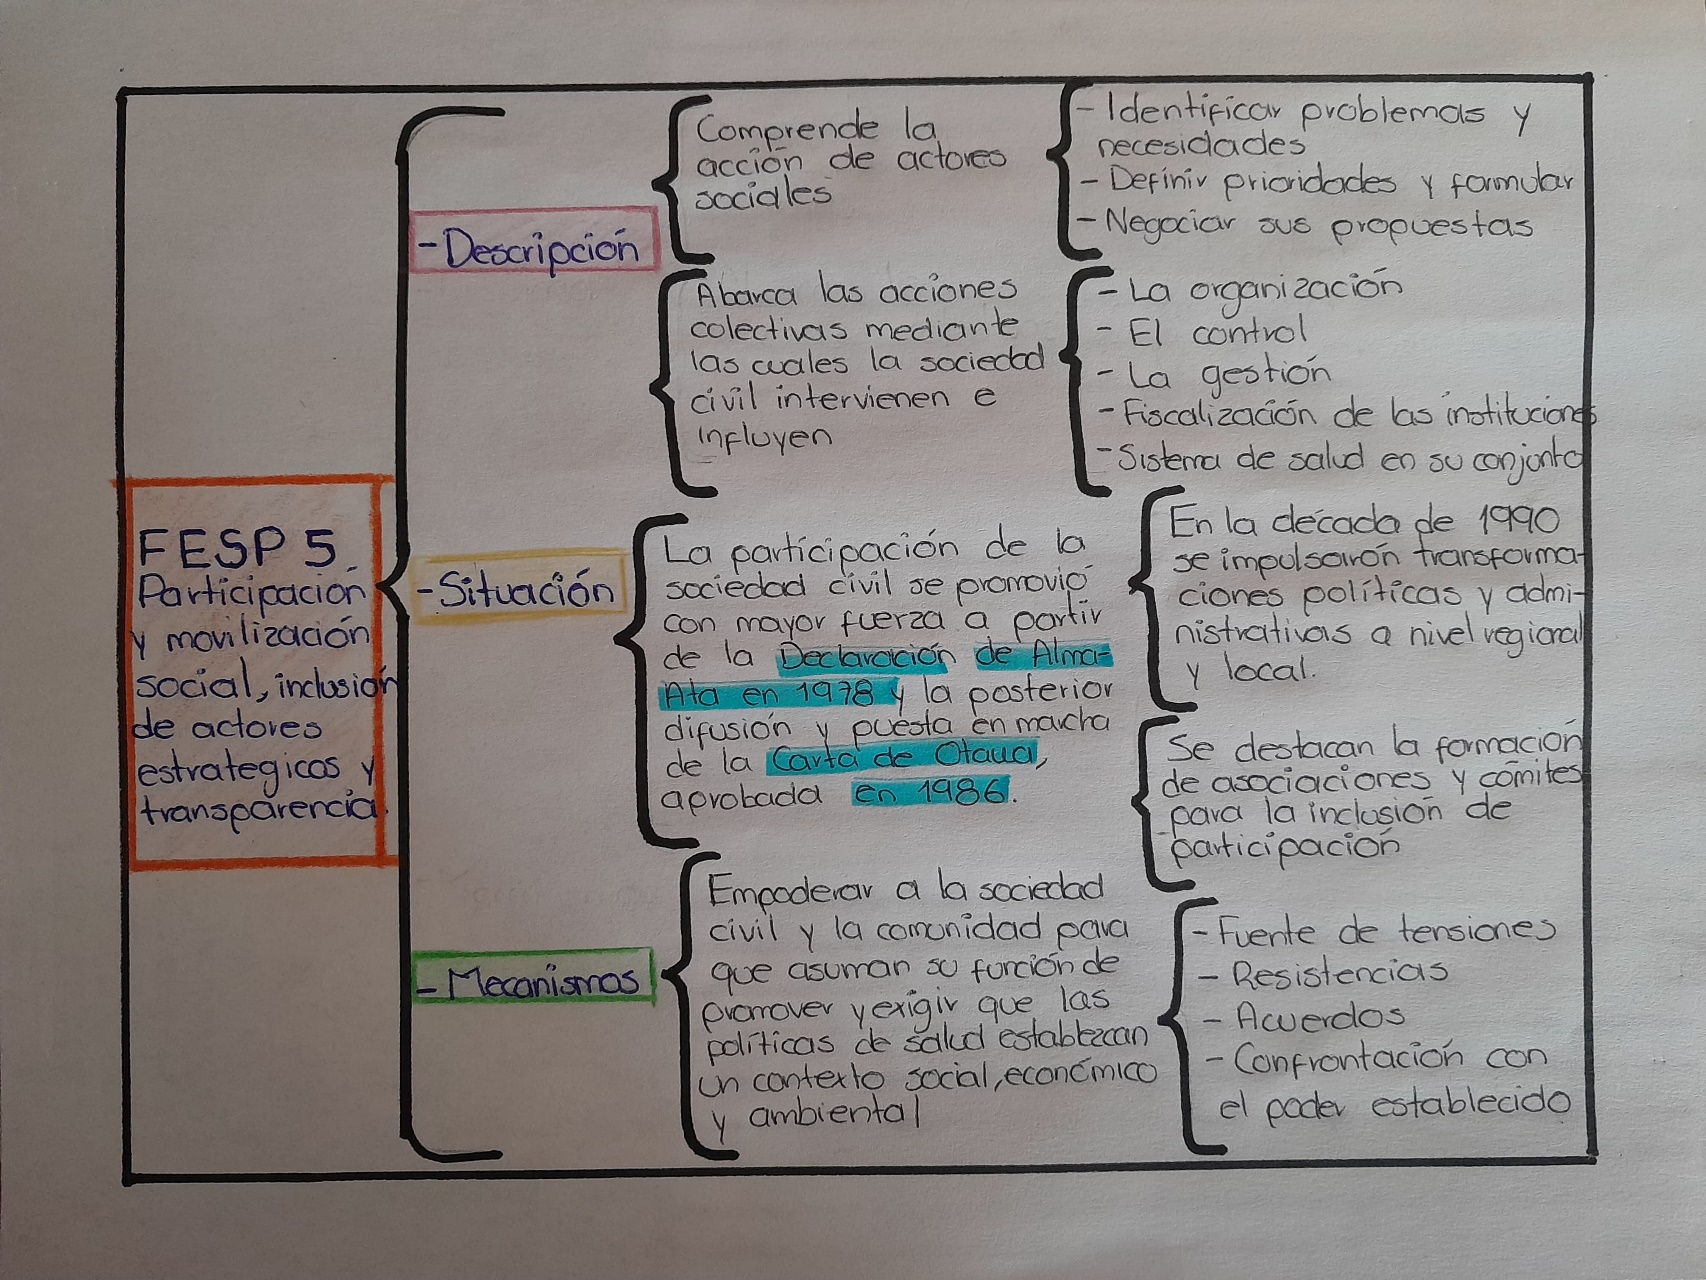 FESP 5
Participación
y movilización
social, inclusión
de actores
estrategicos y
transparencia.
- Descripción
Comprende la
acción de actores
sociales
- Identificar problemas y
necesidades
- Definir prioridades y formular
- Negociar sus propuestas
Abarca las acciones
colectivas mediante
las cuales la sociedad
civil intervienen e
influyen
- La organización
- El control
- La gestión
- Fiscalización de las instituciones
- Sistema de salud en su conjunto
- Situación
La participación de la
sociedad civil se promovió
con mayor fuerza a partir
de la Declaración de Alma-
Ata en 1978 y la posterior
difusión y puesta en marcha
de la Carta de Otawa,
aprobada en 1986.
En la década de 1990
se impulsarón transforma-
ciones políticas y admi-
nistrativas a nivel regional
y local.
Se destacan la formación
de asociaciones y cómites
para la inclusión de
participación
- Mecanismos
Empoderar a la sociedad
civil y la comunidad para
que asuman su función de
promover y exigir que las
políticas de salud establezcan
un contexto social, económico
y ambiental
- Fuente de tensiones
- Resistencias
- Acuerdos
- Confrontación con
el poder establecido